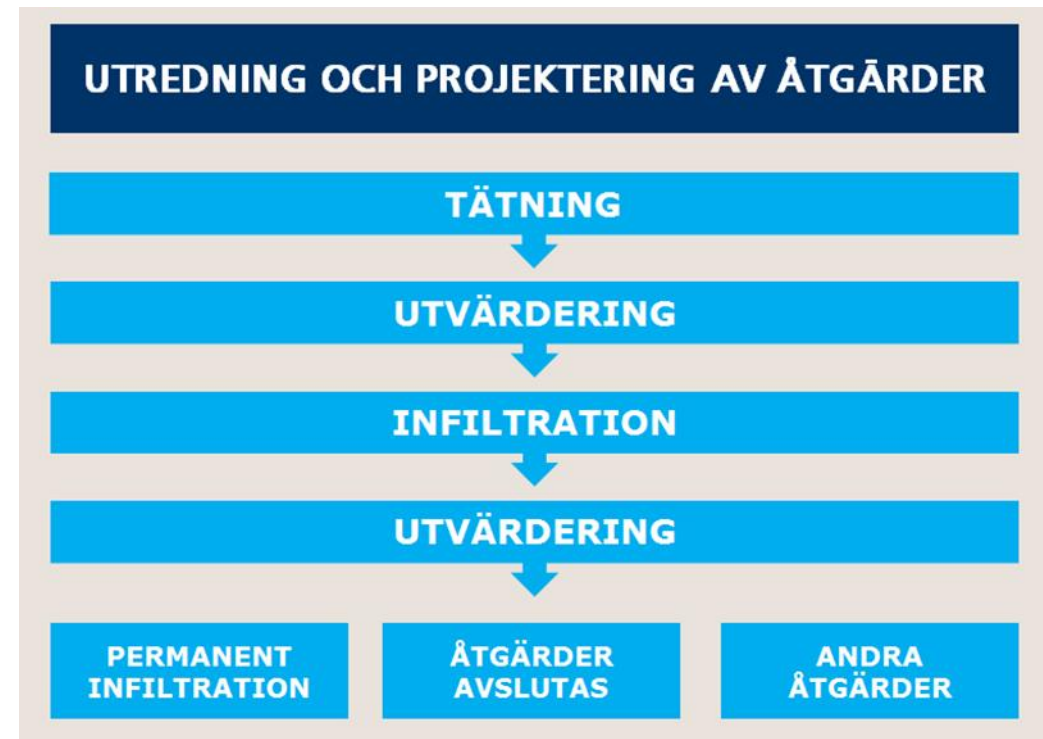 UTREDNING OCH PROJEKTERING AV ÅTGÄRDER
TÄTNING
UTVÄRDERING
INFILTRATION
UTVÄRDERING
PERMANENT
INFILTRATION
ÅTGÄRDER
AVSLUTAS
ANDRA
ÅTGÄRDER